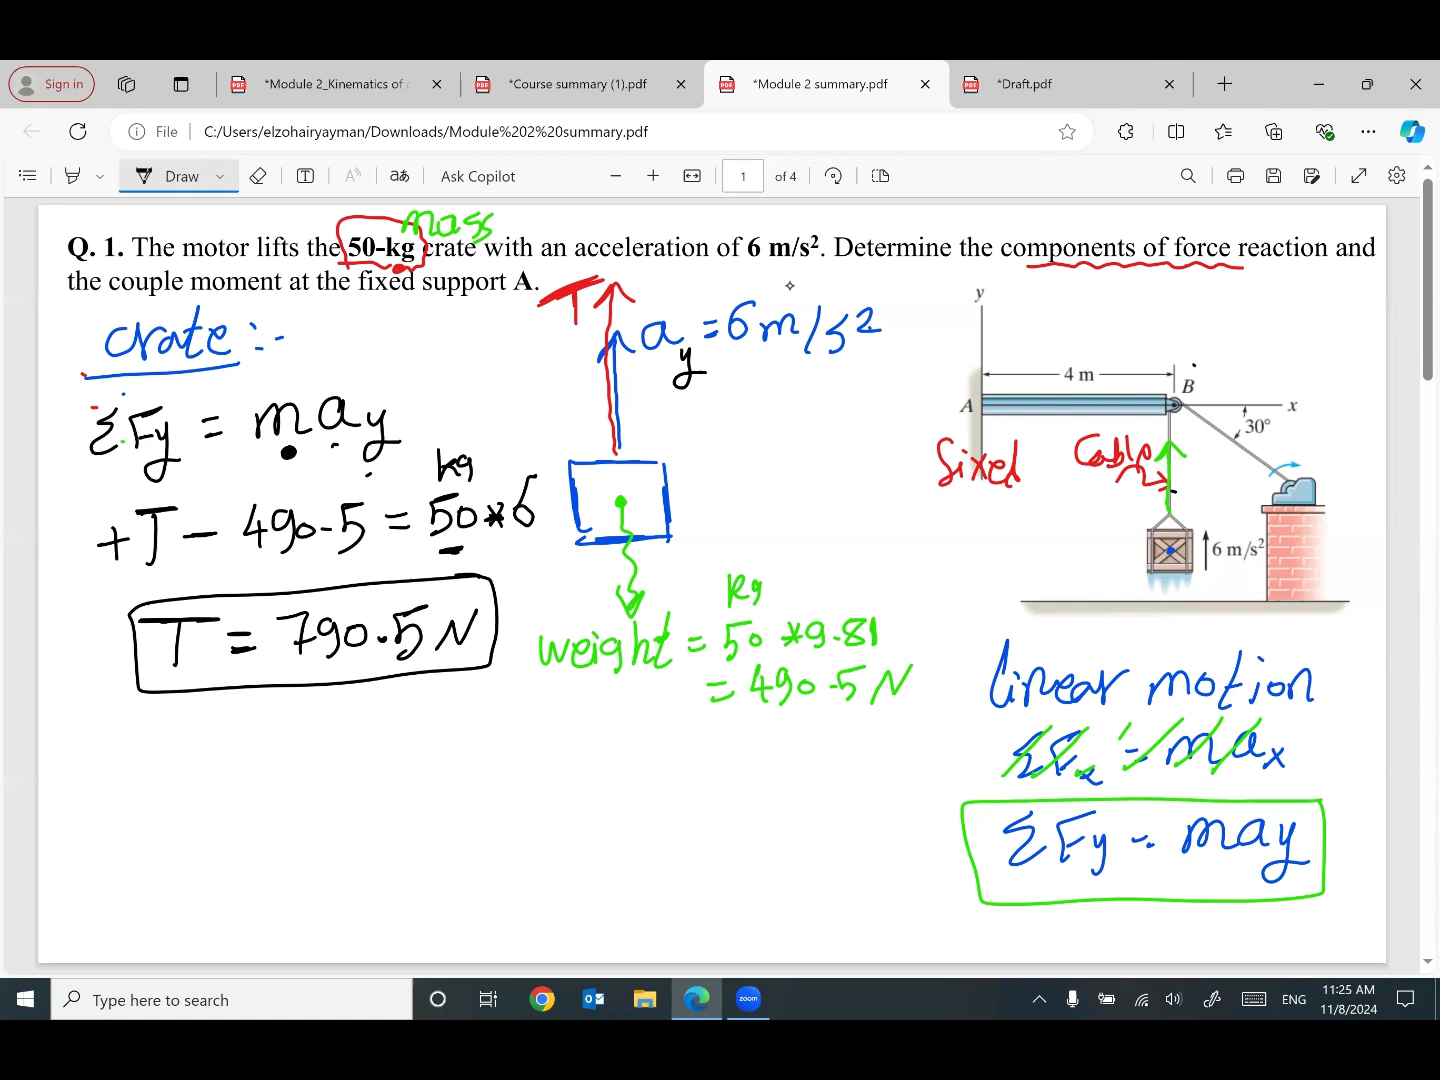 Sign in
*Module 2_Kinematics of a
*Course summary (1).pdf
*Module 2 summary.pdf
*Draft.pdf
File
C:/Users/elzohairyayman/Downloads/Module%202%20summary.pdf
Draw
Ask Copilot
1 of 4
mass
Q. 1. The motor lifts the 50-kg crate with an acceleration of 6 m/s². Determine the components of force reaction and
the couple moment at the fixed support A.
T
crate :-
ay = 6 m/s²
ΣFy = may
kg
+T - 490.5 = 50*6
T = 790.5 N
kg
weight = 50 *9.81
= 490.5 N
y
4 m
B
A
x
30°
fixed
Cable
6 m/s²
linear motion
ΣFx = max
ΣFy = may
Type here to search
zoom
ENG
11:25 AM
11/8/2024